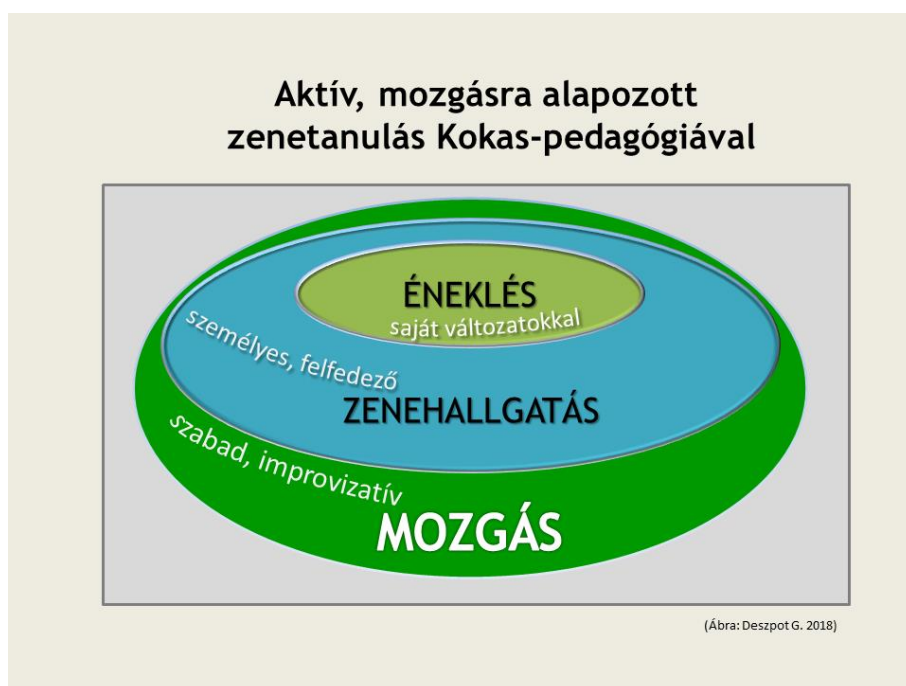 Aktív, mozgásra alapozott
zenetanulás Kokas-pedagógiával
ÉNEKLÉS
saját változatokkal
személyes, felfedező
ZENEHALLGATÁS
szabad, improvizatív
MOZGÁS
(Ábra: Deszpot G. 2018)